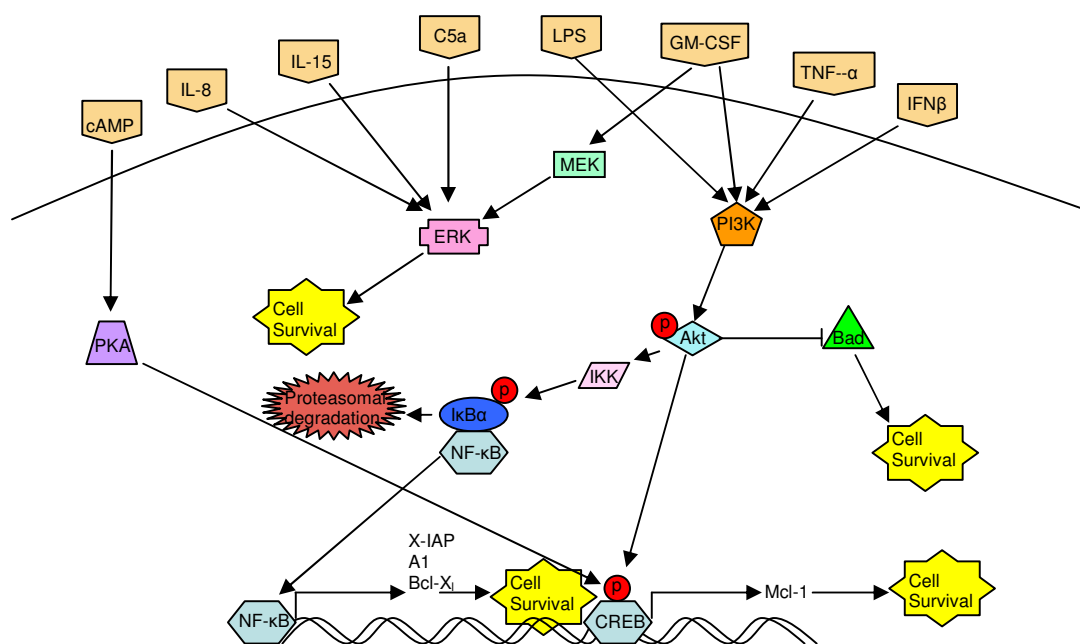 C5a
LPS
GM-CSF
IL-15
TNF--α
IL-8
IFNβ
cAMP
MEK
PI3K
ERK
Cell
Survival
p
Akt
Bad
PKA
IKK
p
Proteasomal
degradation
IκBα
NF-κB
Cell
Survival
X-IAP
A1
Bcl-Xl
Cell
Survival
p
Mcl-1
Cell
Survival
NF-κB
CREB